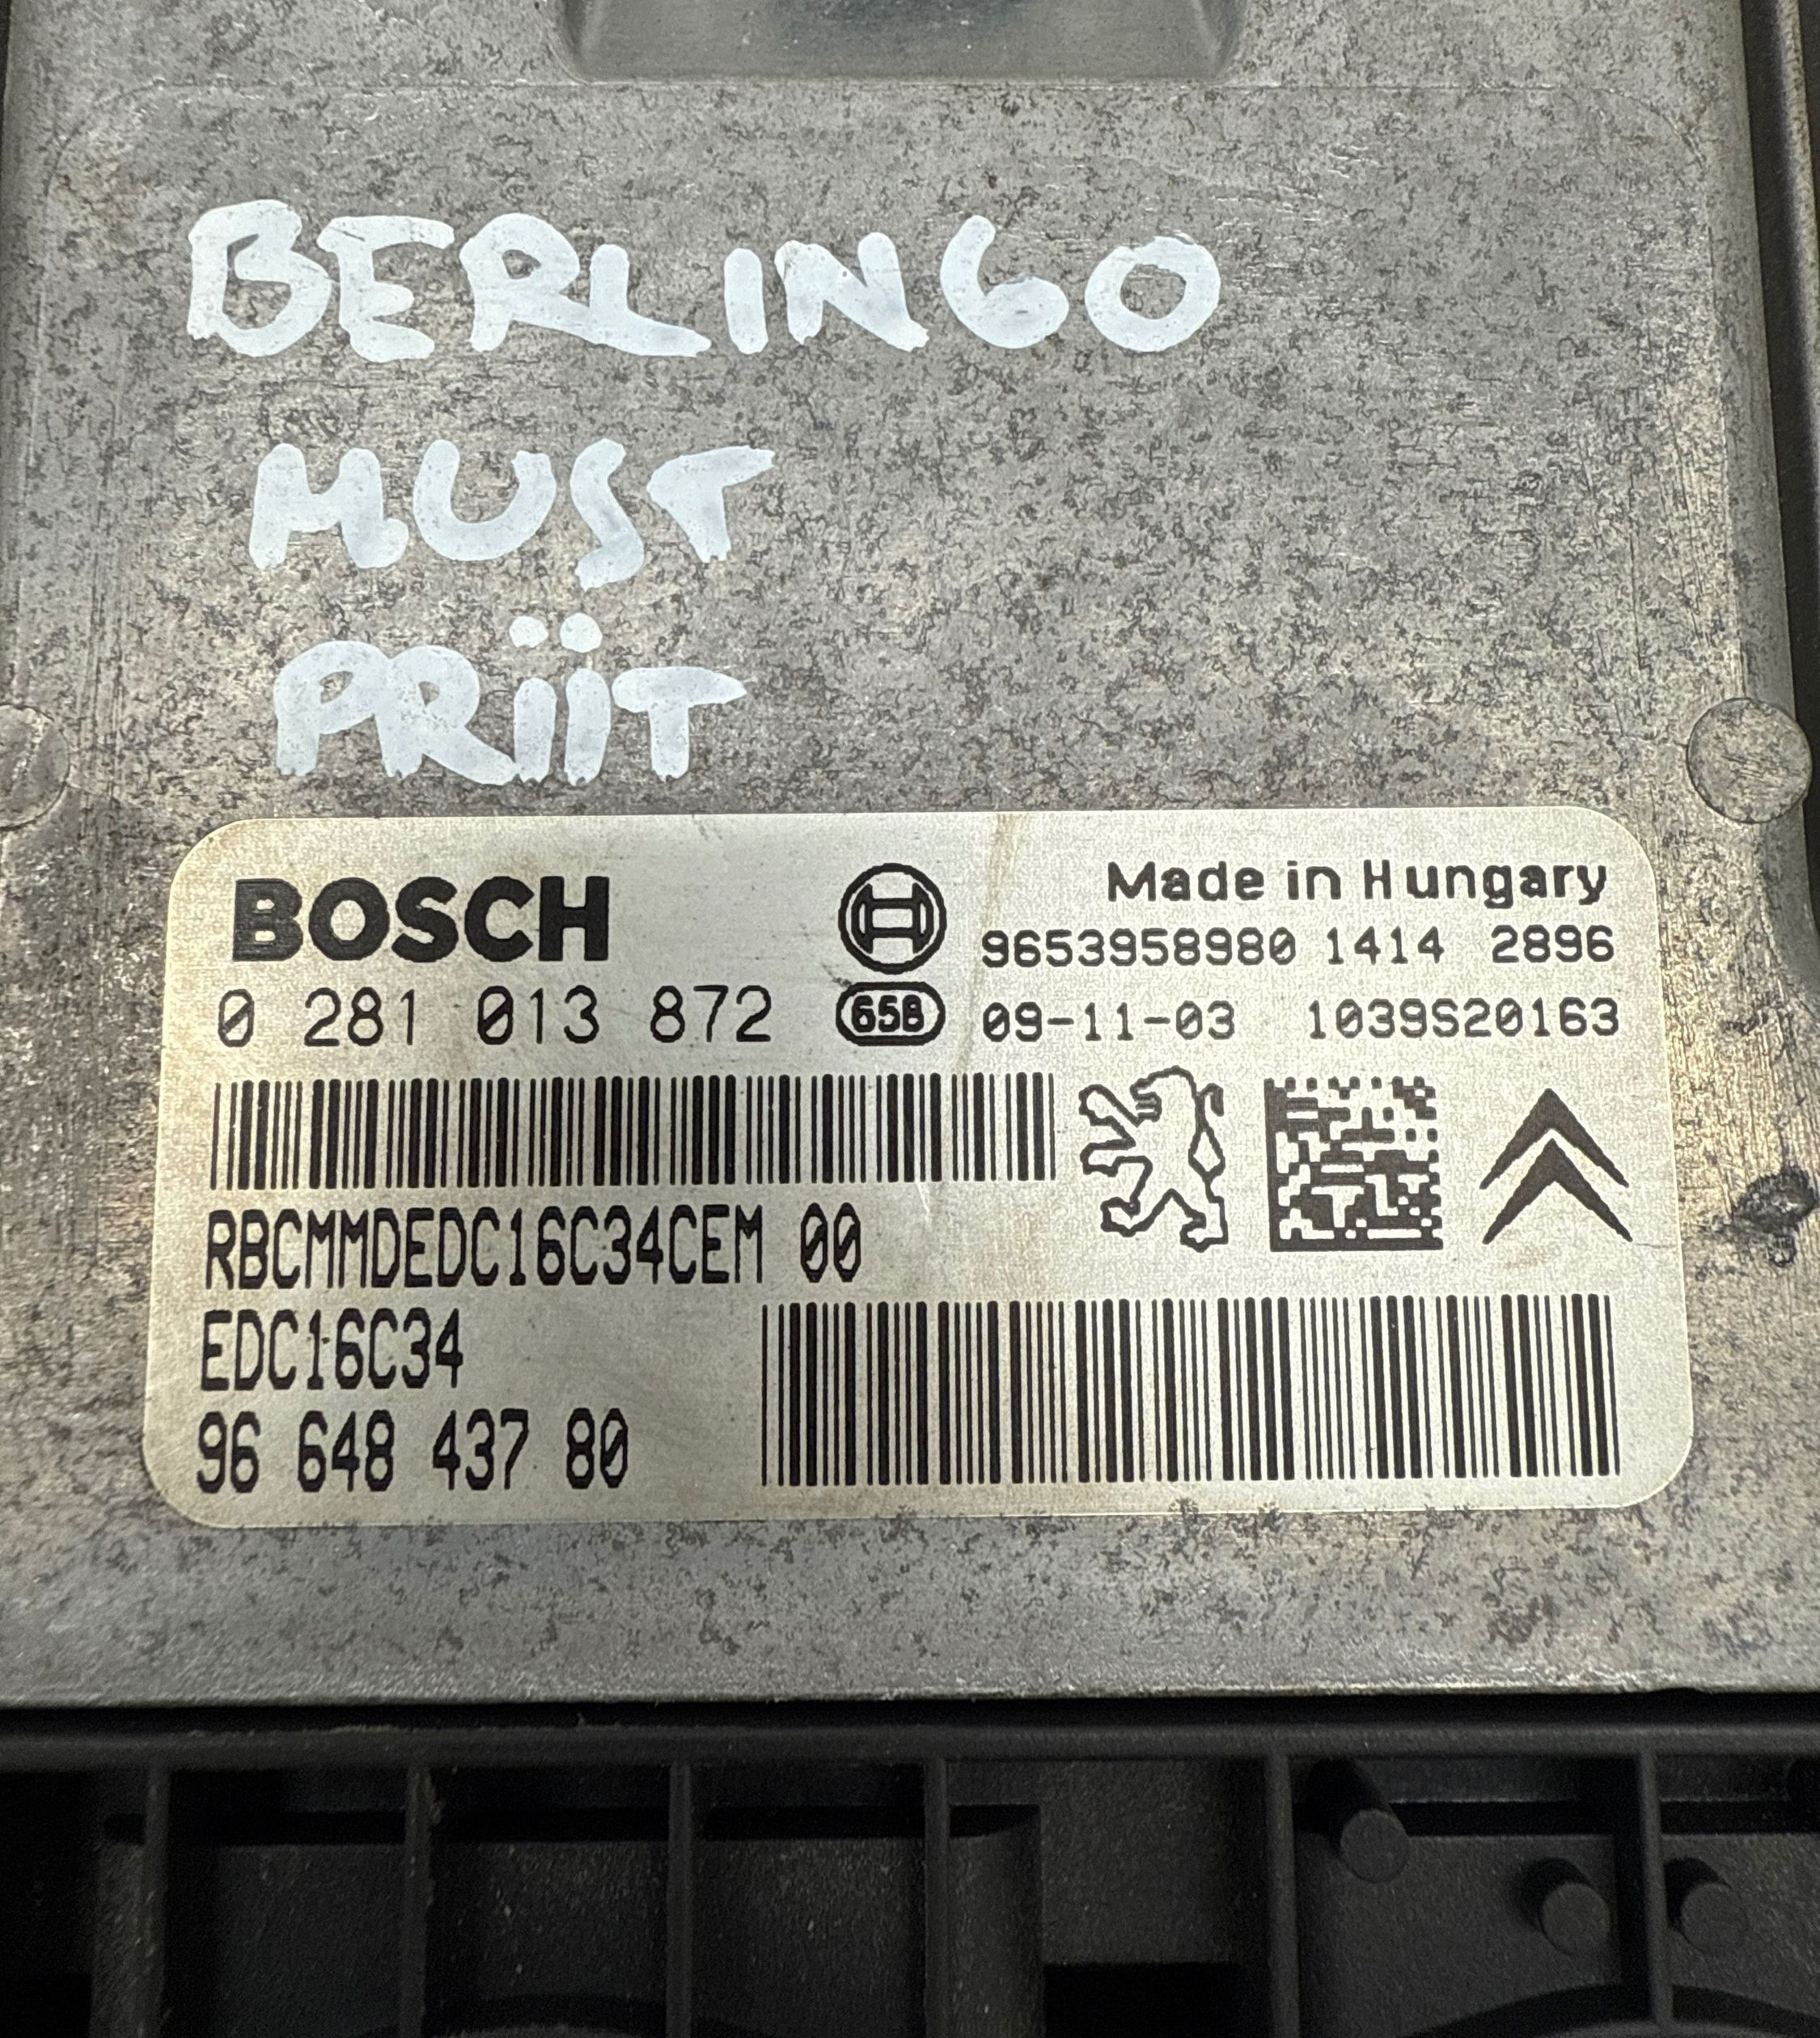 BERLINGO
MUST
PRIIT
BOSCH
Made in Hungary
9653958980 1414 2896
0 281 013 872
65B
09-11-03 1039S20163
RBCMMDEDC16C34CEM 00
EDC16C34
96 648 437 80